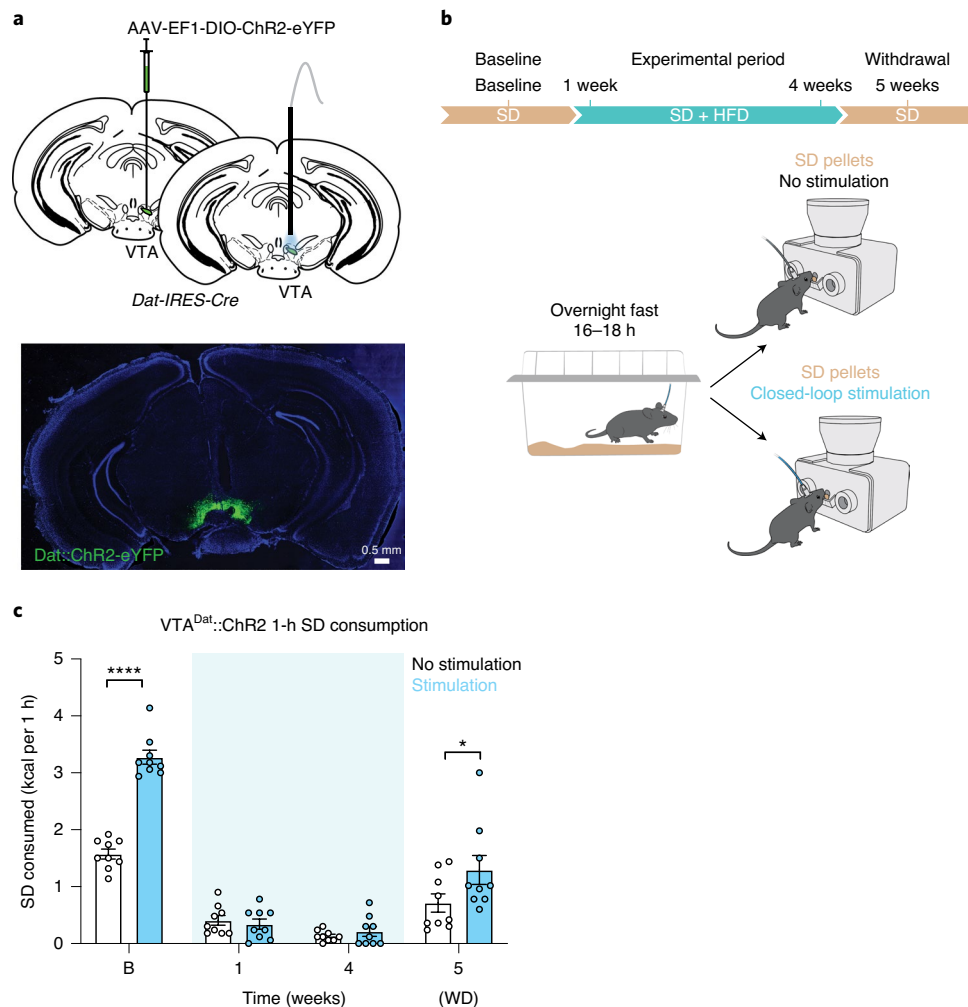 a
AAV-EF1-DIO-ChR2-eYFP
VTA
VTA
Dat-IRES-Cre
Dat::ChR2-eYFP
0.5 mm
b
Baseline Experimental period Withdrawal
Baseline 1 week 4 weeks 5 weeks
SD SD + HFD SD
SD pellets
No stimulation
Overnight fast
16–18 h
SD pellets
Closed-loop stimulation
c
VTADat::ChR2 1-h SD consumption
No stimulation
Stimulation
SD consumed (kcal per 1 h)
5
4
3
2
1
0
****
*
B 1 4 5
Time (weeks) (WD)